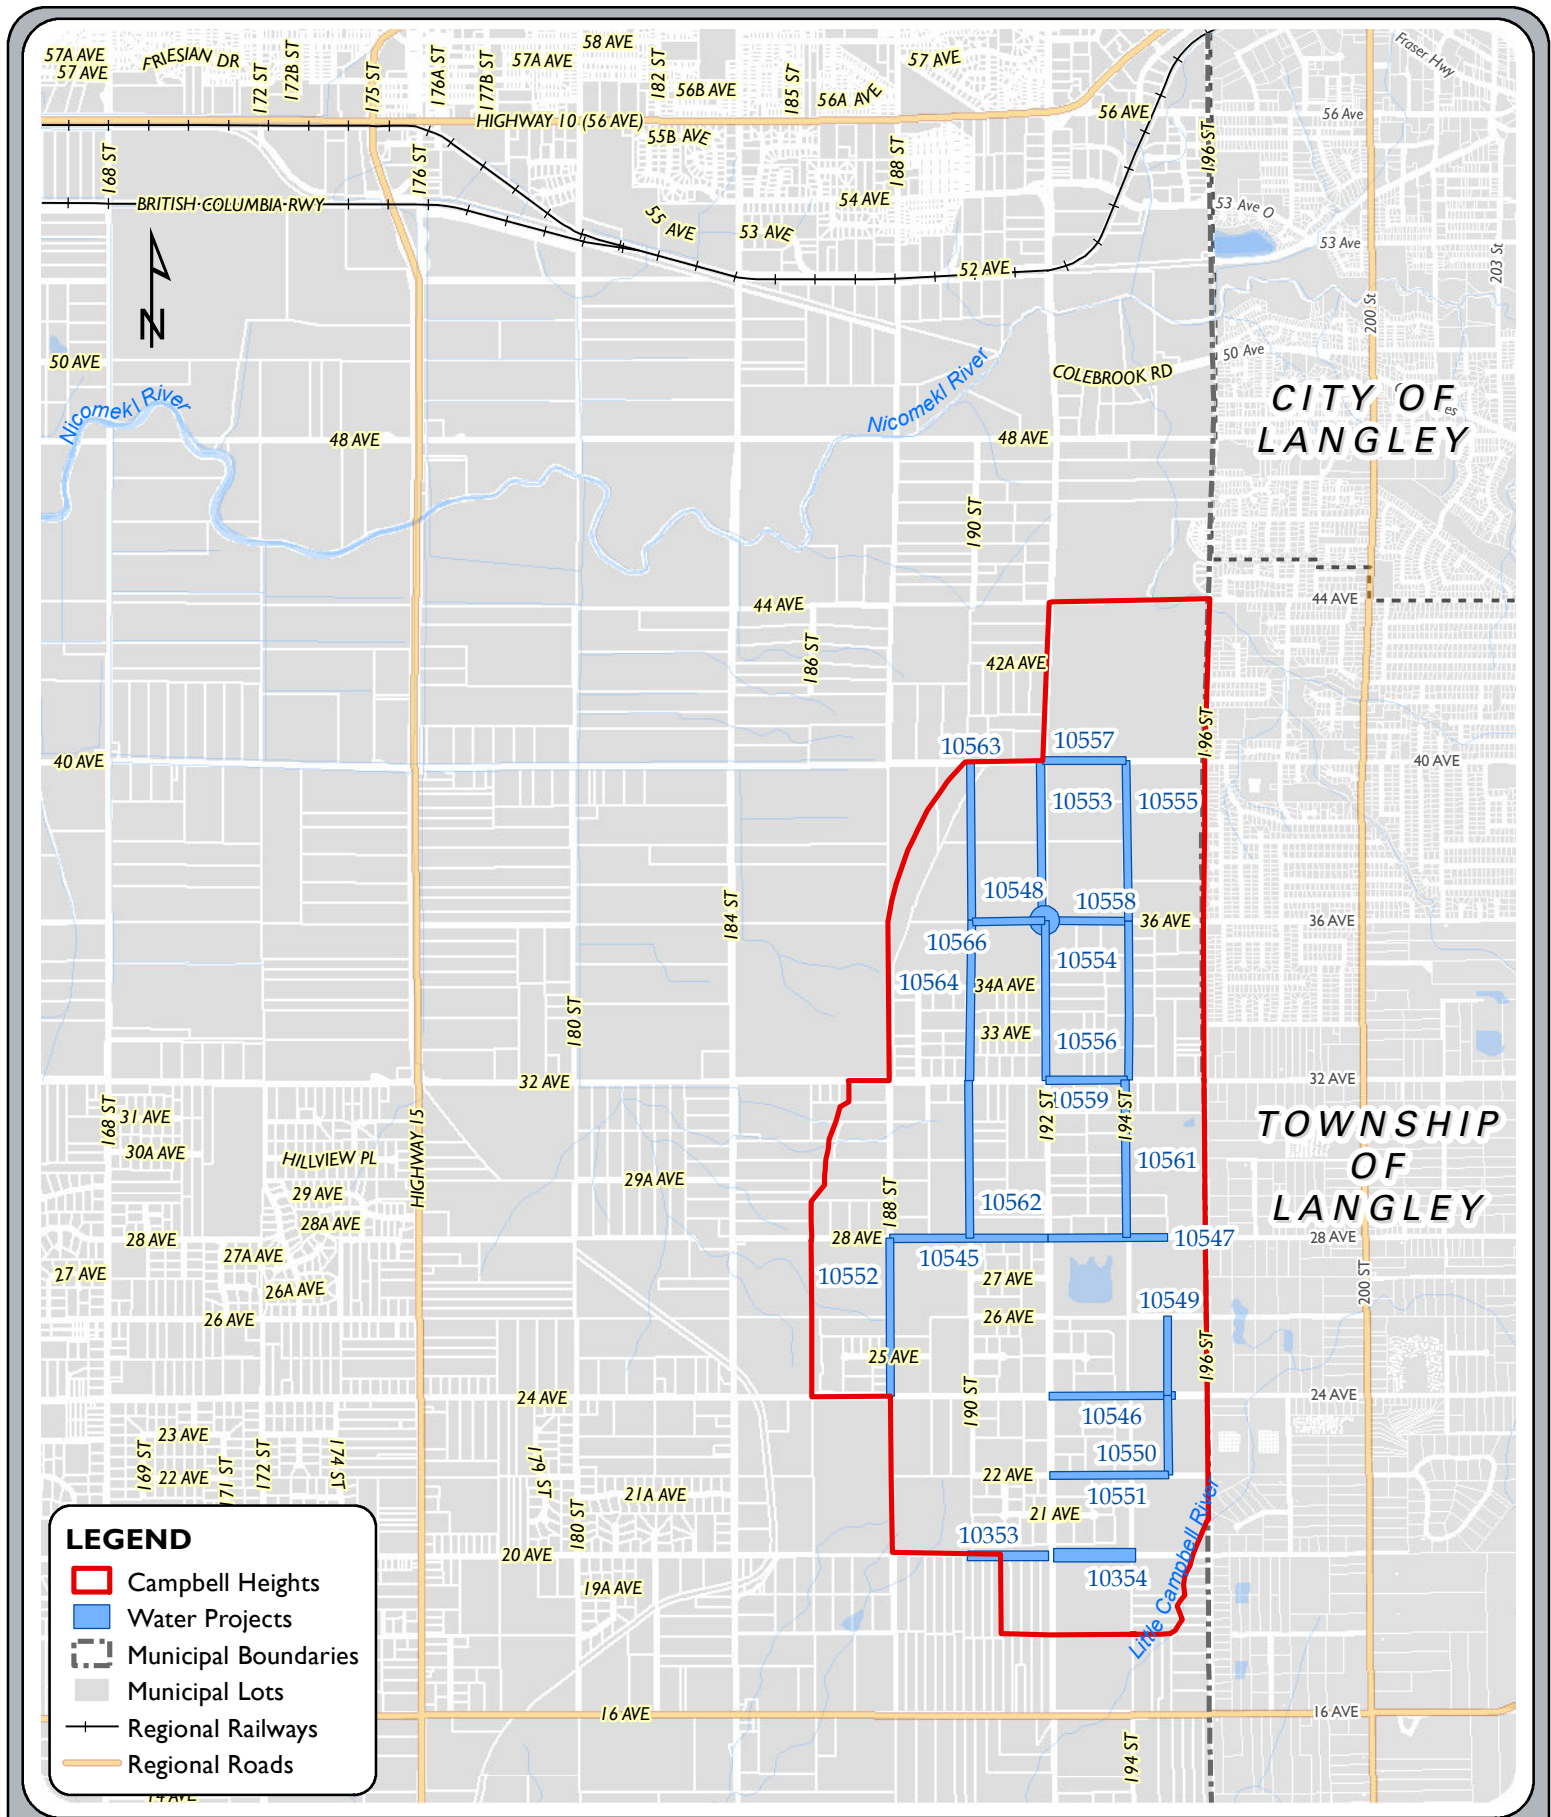 57A AVE
57 AVE
FRIESIAN DR
172 ST
172B ST
175 ST
176A ST
177B ST
57A AVE
58 AVE
182 ST
56B AVE
185 ST
56A AVE
57 AVE
Fraser Hwy
HIGHWAY 10 (56 AVE)
55B AVE
56 AVE
56 Ave
168 ST
176 ST
188 ST
196 ST
BRITISH COLUMBIA RWY
55 AVE
53 AVE
54 AVE
53 Ave
53 Ave
203 St
52 AVE
N
200 St
50 AVE
50 Ave
COLEBROOK RD
Nicomekl River
Nicomekl River
CITY OF
LANGLEY
es
48 AVE
48 AVE
190 ST
44 AVE
44 AVE
186 ST
42A AVE
196 ST
40 AVE
10563
10557
40 AVE
10553
10555
184 ST
10548
10558
36 AVE
36 AVE
10566
10554
10564
34A AVE
180 ST
33 AVE
10556
32 AVE
32 AVE
168 ST
31 AVE
HIGHWAY 15
192 ST
10559
194 ST
TOWNSHIP
OF
LANGLEY
30A AVE
HILLVIEW PL
10561
29A AVE
29 AVE
188 ST
10562
28A AVE
28 AVE
28 AVE
10547
28 AVE
27A AVE
10545
27 AVE
10552
27 AVE
200 ST
26A AVE
10549
26 AVE
26 AVE
25 AVE
196 ST
24 AVE
190 ST
24 AVE
10546
23 AVE
169 ST
22 AVE
171 ST
172 ST
174 ST
179 ST
10550
22 AVE
21A AVE
10551
180 ST
21 AVE
Little Campbell River
10353
20 AVE
10354
19A AVE
LEGEND
Campbell Heights
Water Projects
Municipal Boundaries
Municipal Lots
Regional Railways
Regional Roads
16 AVE
16 AVE
194 ST
14 AVE